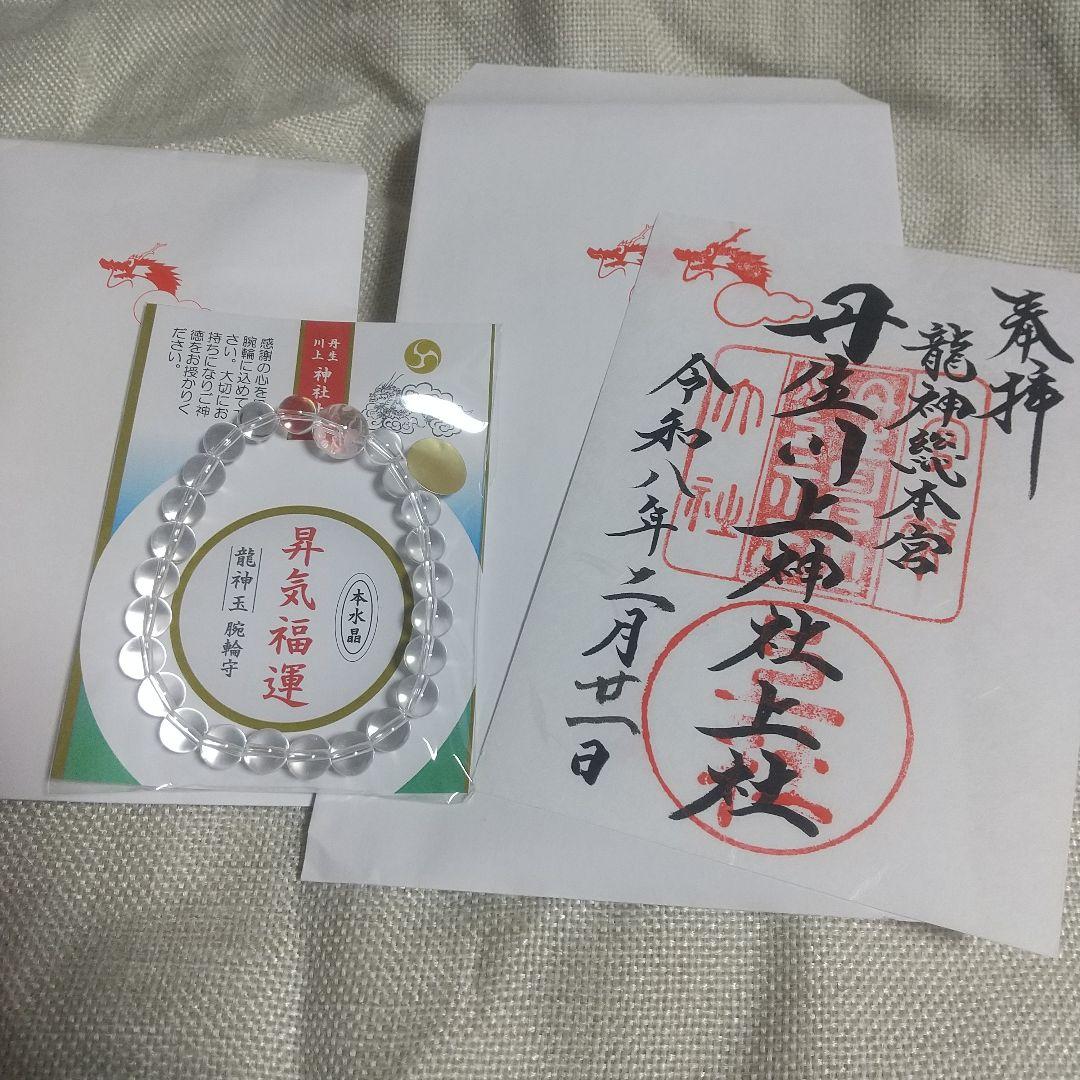 感謝の心を
腕輪に込めて
さい。大切にお
持ちになりご神
徳をお授かりく
ださい。
丹生
川上
神社
本水晶
昇気福運
龍神玉 腕輪守
奉拝
龍神総本宮
丹生川上神社上社
令和八年二月廿一日